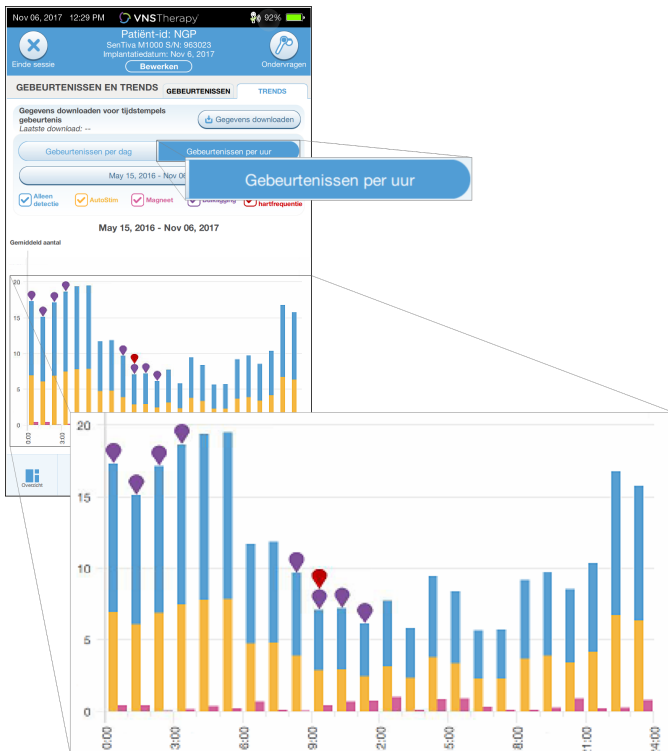 Nov 06, 2017 12:29 PM VNSTherapy 92%
Patiënt-id: NGP
SenTiva M1000 S/N: 963023
Implantatiedatum: Nov 6, 2017
Einde sessie Bewerken Ondervragen
GEBEURTENISSEN EN TRENDS GEBEURTENISSEN TRENDS
Gegevens downloaden voor tijdstempels
gebeurtenis
Laatste download: --
Gegevens downloaden
Gebeurtenissen per dag Gebeurtenissen per uur
May 15, 2016 - Nov 06
Gebeurtenissen per uur
Alleen
detectie
AutoStim
Magneet
hartfrequentie
May 15, 2016 - Nov 06, 2017
Gemiddeld aantal
20
15
10
5
0
0:00
3:00
Overzicht
20
15
10
5
0
0:00
3:00
6:00
9:00
2:00
5:00
8:00
21:00
24:00